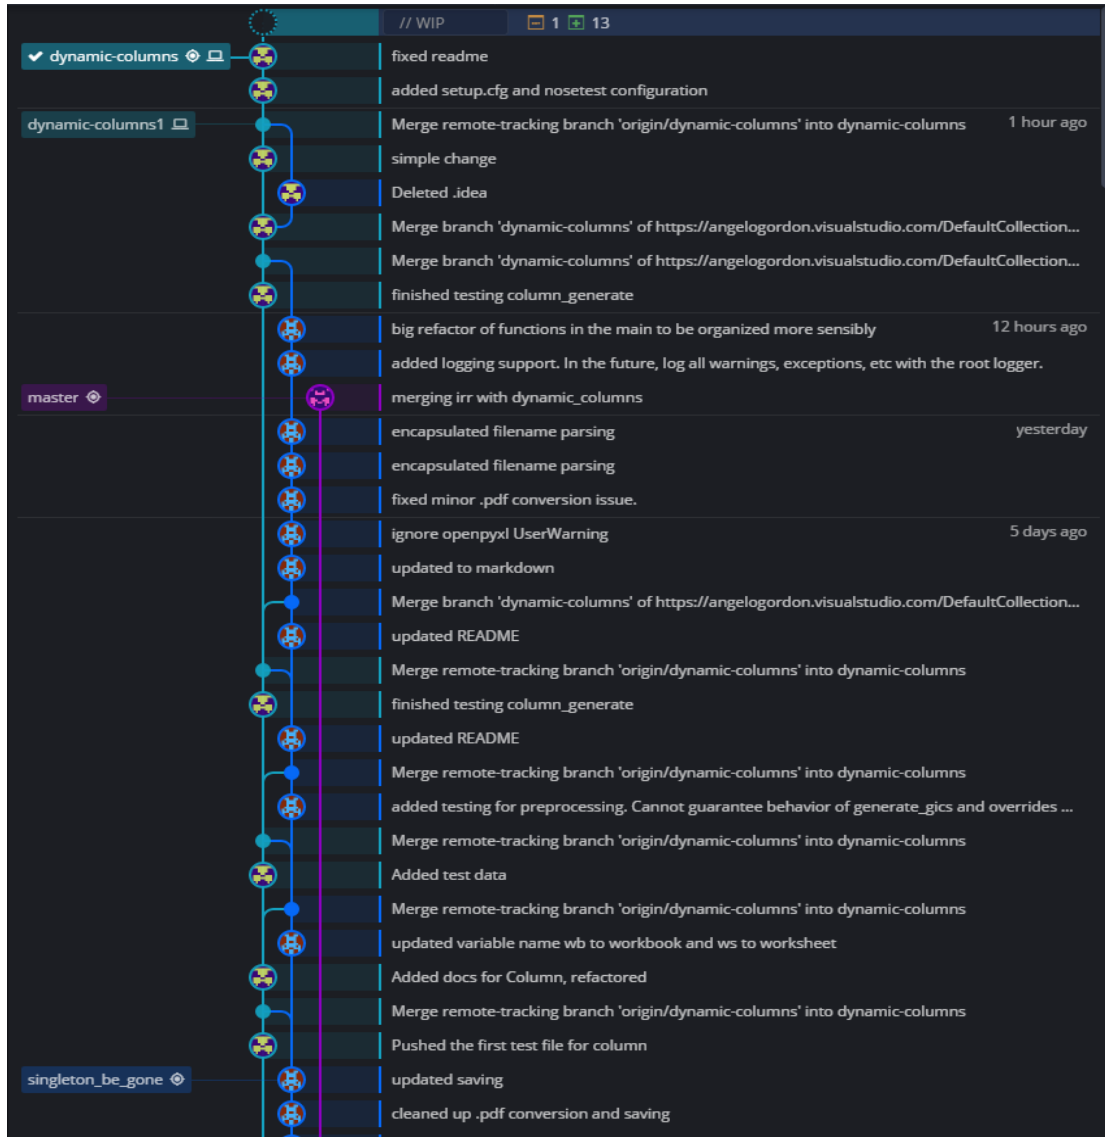 // WIP 1 13
dynamic-columns fixed readme
added setup.cfg and nosetest configuration
dynamic-columns1 Merge remote-tracking branch 'origin/dynamic-columns' into dynamic-columns 1 hour ago
simple change
Deleted .idea
Merge branch 'dynamic-columns' of https://angelogordon.visualstudio.com/DefaultCollection...
Merge branch 'dynamic-columns' of https://angelogordon.visualstudio.com/DefaultCollection...
finished testing column_generate
big refactor of functions in the main to be organized more sensibly 12 hours ago
added logging support. In the future, log all warnings, exceptions, etc with the root logger.
master merging irr with dynamic_columns
encapsulated filename parsing yesterday
encapsulated filename parsing
fixed minor .pdf conversion issue.
ignore openpyxl UserWarning 5 days ago
updated to markdown
Merge branch 'dynamic-columns' of https://angelogordon.visualstudio.com/DefaultCollection...
updated README
Merge remote-tracking branch 'origin/dynamic-columns' into dynamic-columns
finished testing column_generate
updated README
Merge remote-tracking branch 'origin/dynamic-columns' into dynamic-columns
added testing for preprocessing. Cannot guarantee behavior of generate_gics and overrides ...
Merge remote-tracking branch 'origin/dynamic-columns' into dynamic-columns
Added test data
Merge remote-tracking branch 'origin/dynamic-columns' into dynamic-columns
updated variable name wb to workbook and ws to worksheet
Added docs for Column, refactored
Merge remote-tracking branch 'origin/dynamic-columns' into dynamic-columns
Pushed the first test file for column
singleton_be_gone updated saving
cleaned up .pdf conversion and saving